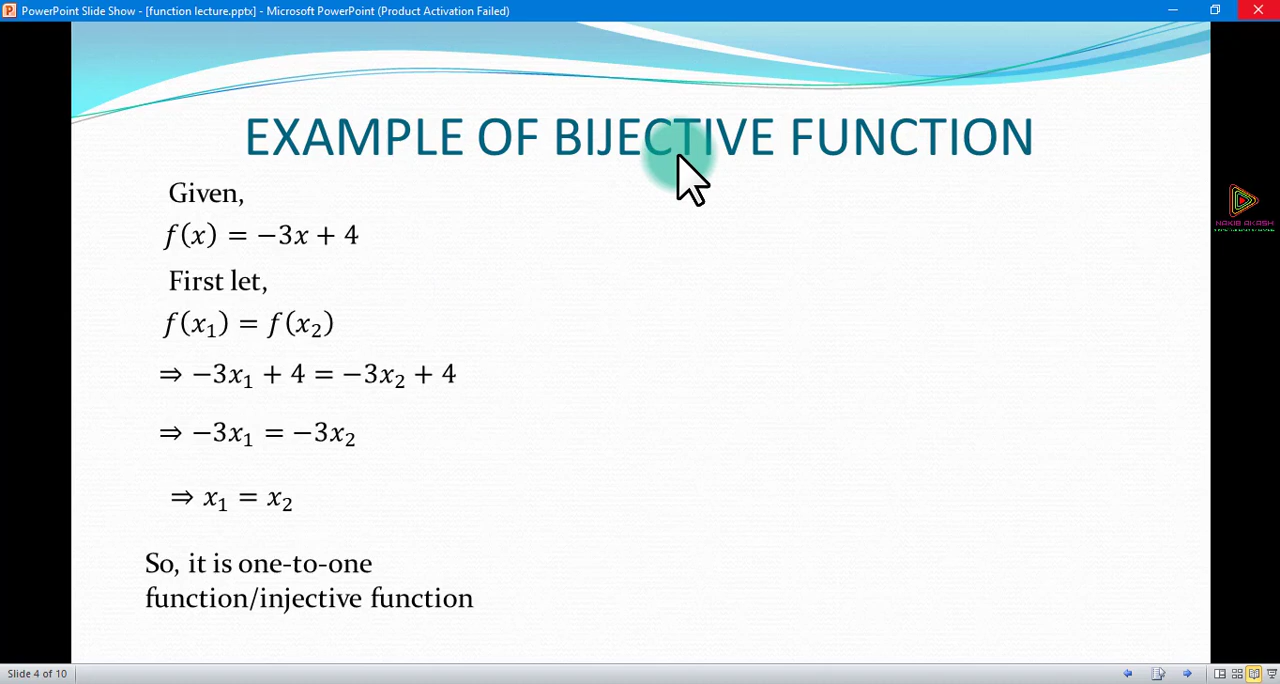 PowerPoint Slide Show - [function lecture.pptx] - Microsoft PowerPoint (Product Activation Failed)
EXAMPLE OF BIJECTIVE FUNCTION
Given,
f(x) = −3x + 4
First let,
f(x₁) = f(x₂)
⇒ −3x₁ + 4 = −3x₂ + 4
⇒ −3x₁ = −3x₂
⇒ x₁ = x₂
So, it is one-to-one
function/injective function
NAKIB AKASH
Slide 4 of 10